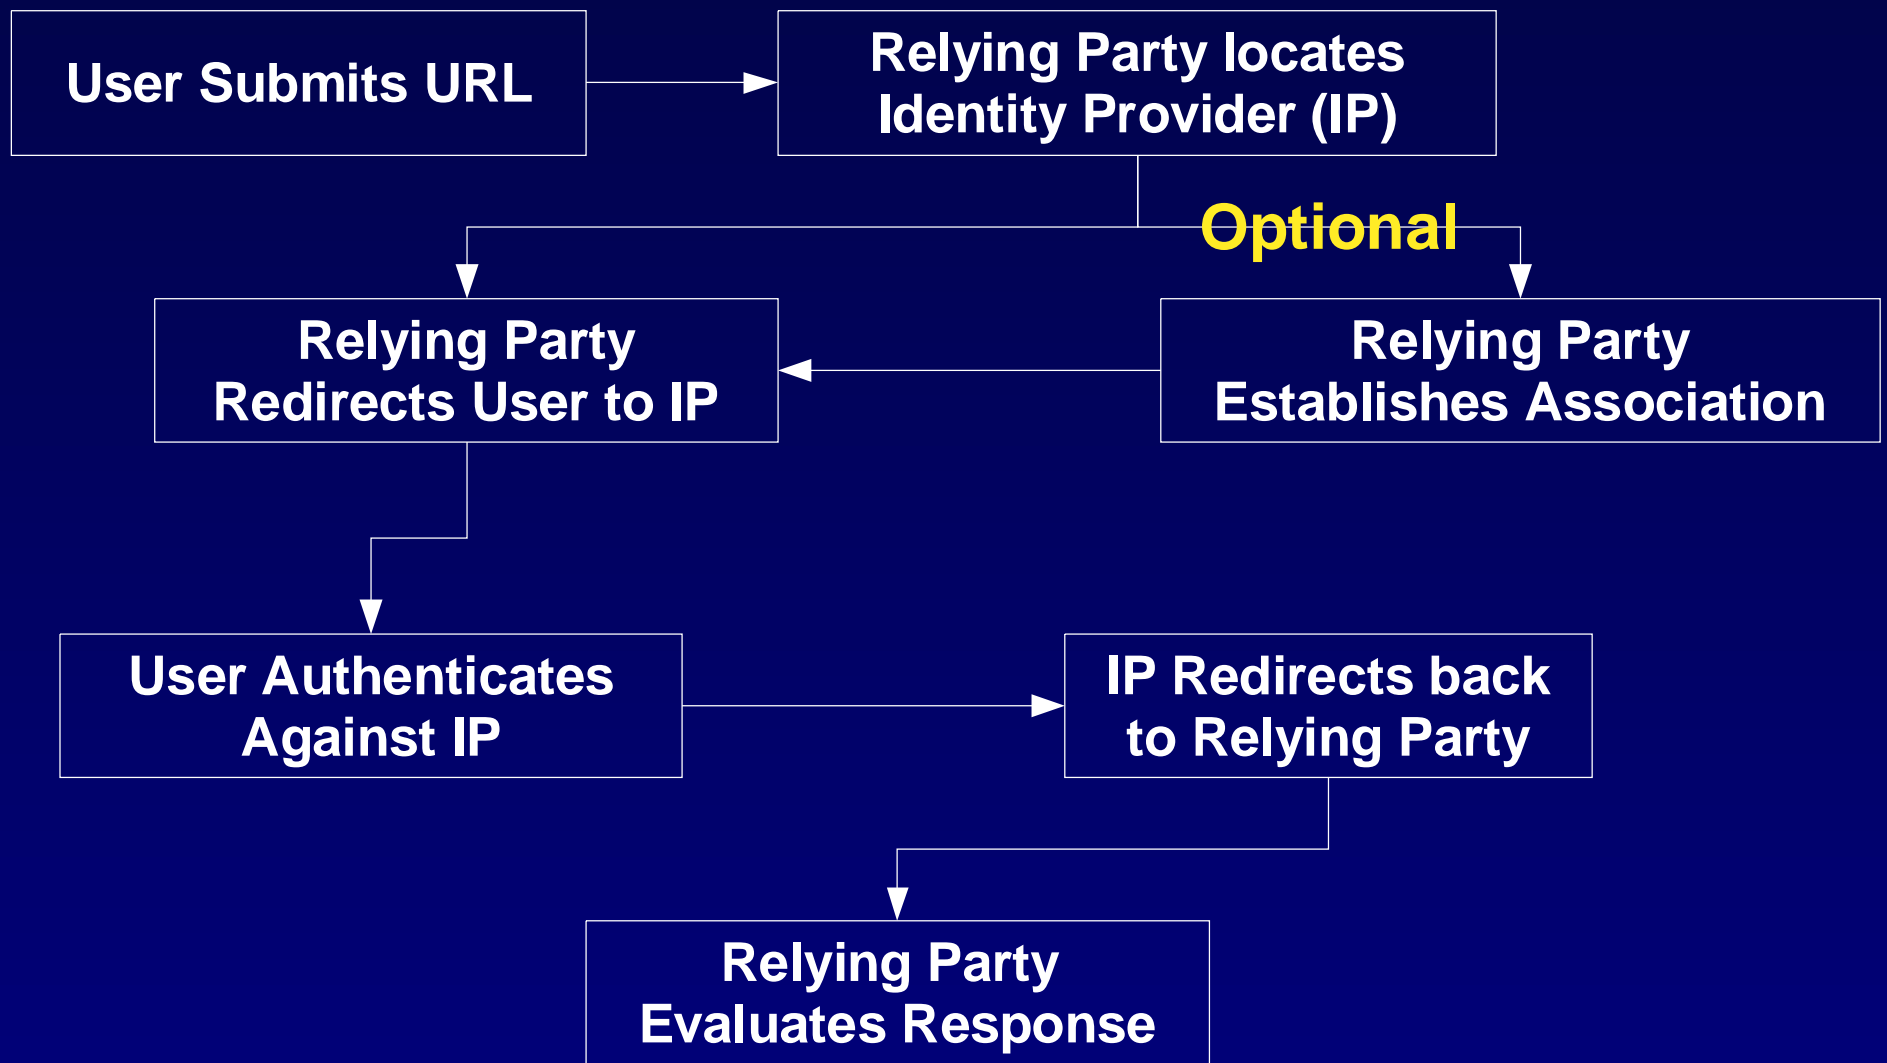 User Submits URL
Relying Party locates
Identity Provider (IP)
Optional
Relying Party
Redirects User to IP
Relying Party
Establishes Association
User Authenticates
Against IP
IP Redirects back
to Relying Party
Relying Party
Evaluates Response